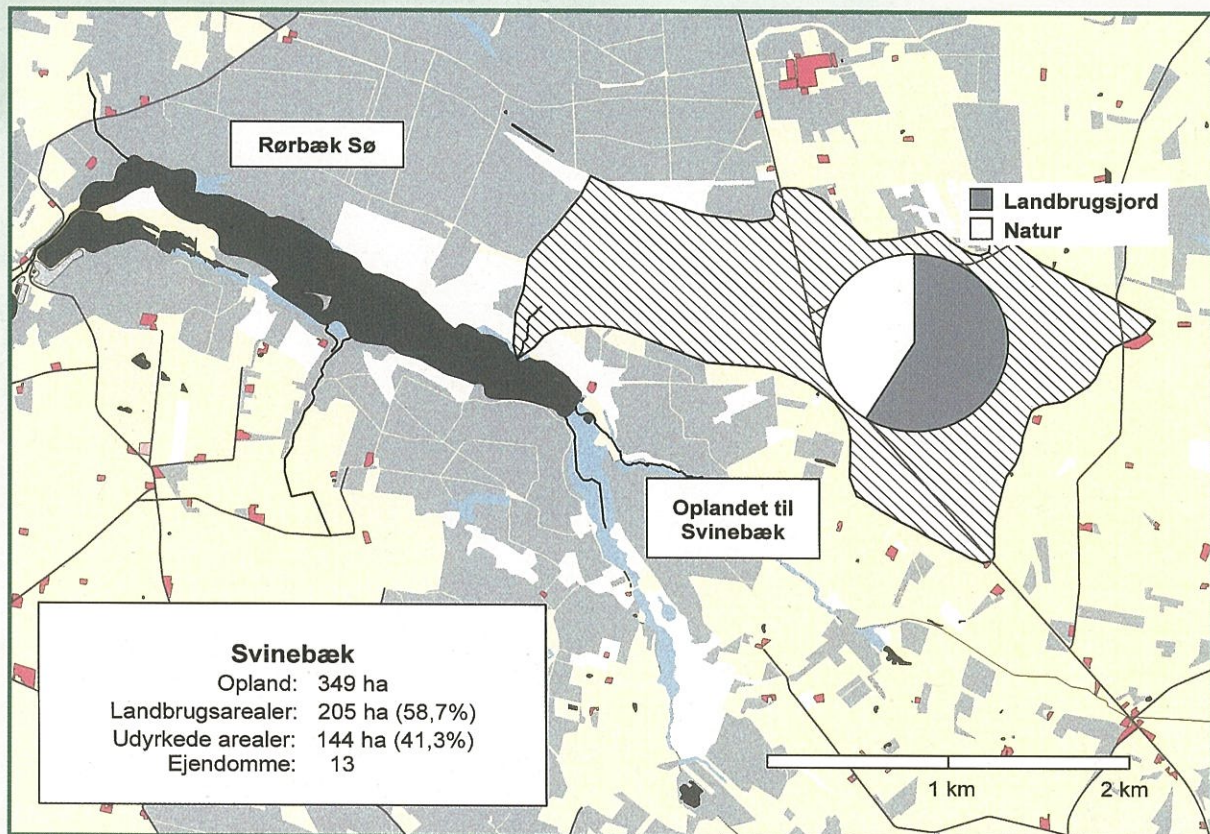 Rørbæk Sø
Landbrugsjord
Natur
Oplandet til
Svinebæk
Svinebæk
Opland: 349 ha
Landbrugsarealer: 205 ha (58,7%)
Udyrkede arealer: 144 ha (41,3%)
Ejendomme: 13
1 km
2 km